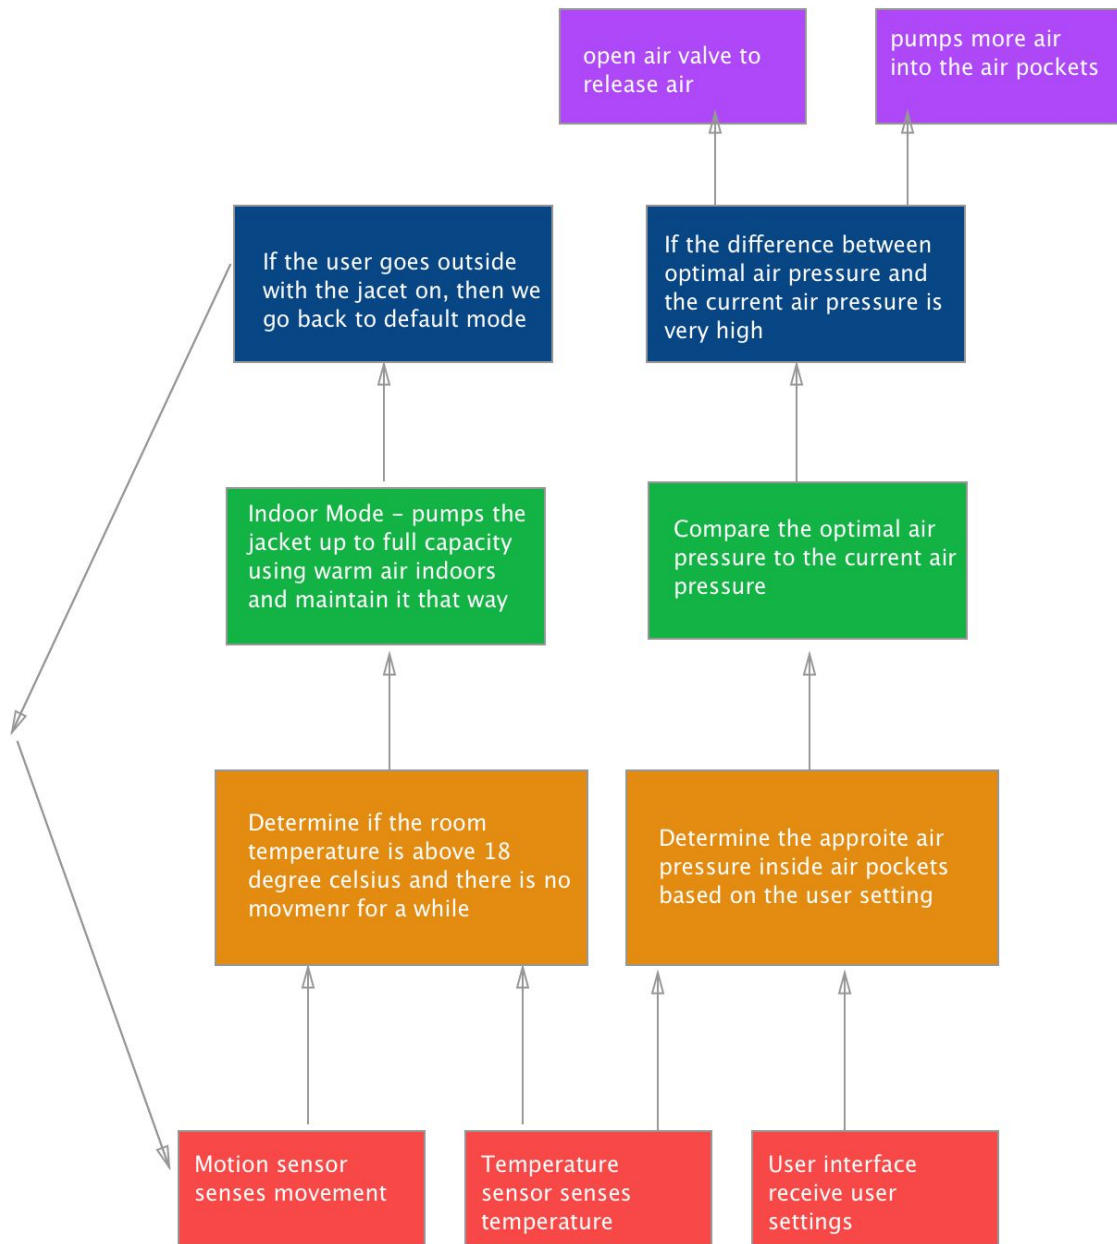 open air valve to
release air
pumps more air
into the air pockets
If the user goes outside
with the jacet on, then we
go back to default mode
If the difference between
optimal air pressure and
the current air pressure is
very high
Indoor Mode – pumps the
jacket up to full capacity
using warm air indoors
and maintain it that way
Compare the optimal air
pressure to the current air
pressure
Determine if the room
temperature is above 18
degree celsius and there is no
movmenr for a while
Determine the approite air
pressure inside air pockets
based on the user setting
Motion sensor
senses movement
Temperature
sensor senses
temperature
User interface
receive user
settings